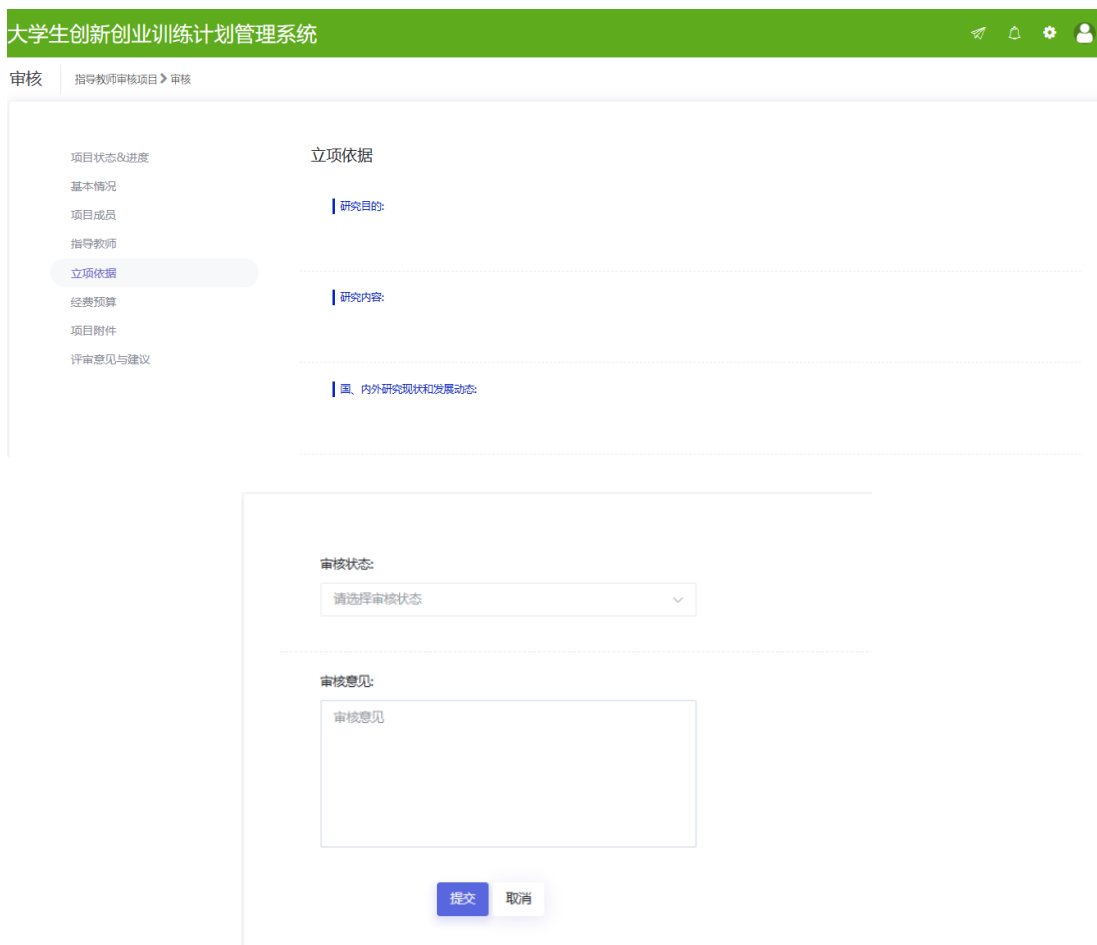 大学生创新创业训练计划管理系统
审核
指导教师审核项目 审核
项目状态&进度
基本情况
项目成员
指导教师
立项依据
经费预算
项目附件
评审意见与建议
立项依据
研究目的:
研究内容:
国、内外研究现状和发展动态:
审核状态:
请选择审核状态
审核意见:
审核意见
提交 取消